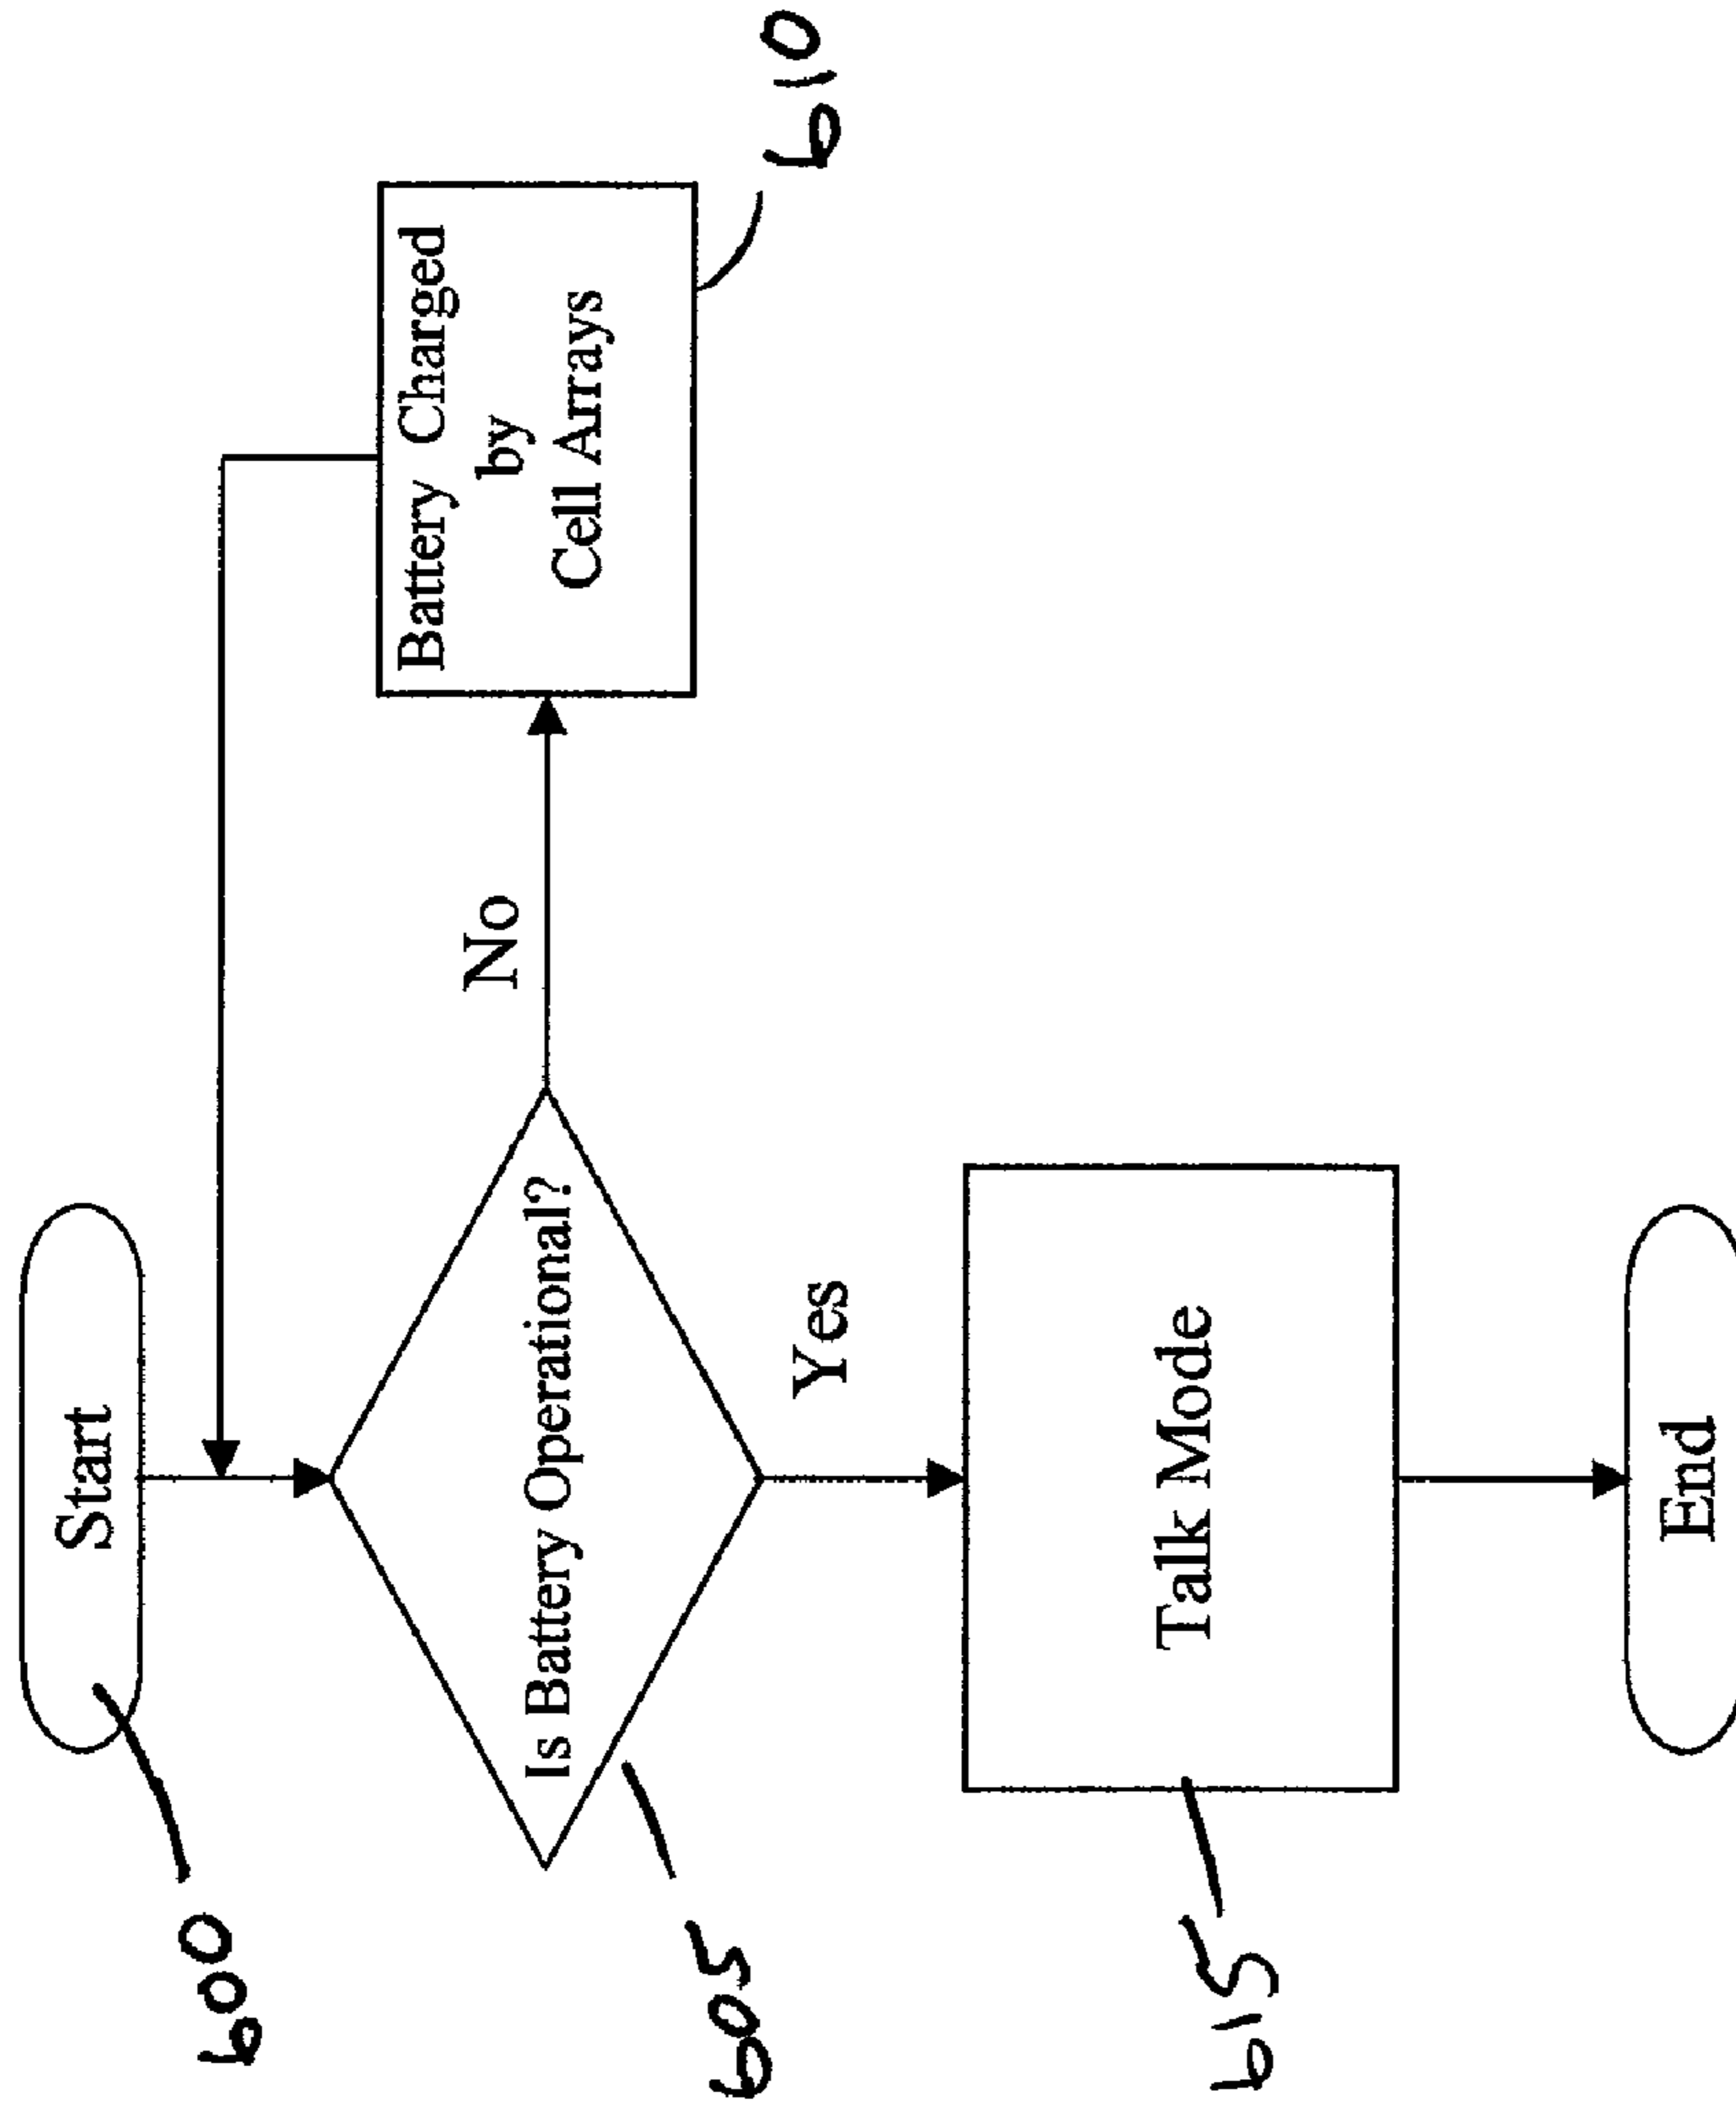 Start
600
Is Battery Operational?
605
No
Battery Charged
by
Cell Arrays
610
Yes
Talk Mode
615
End